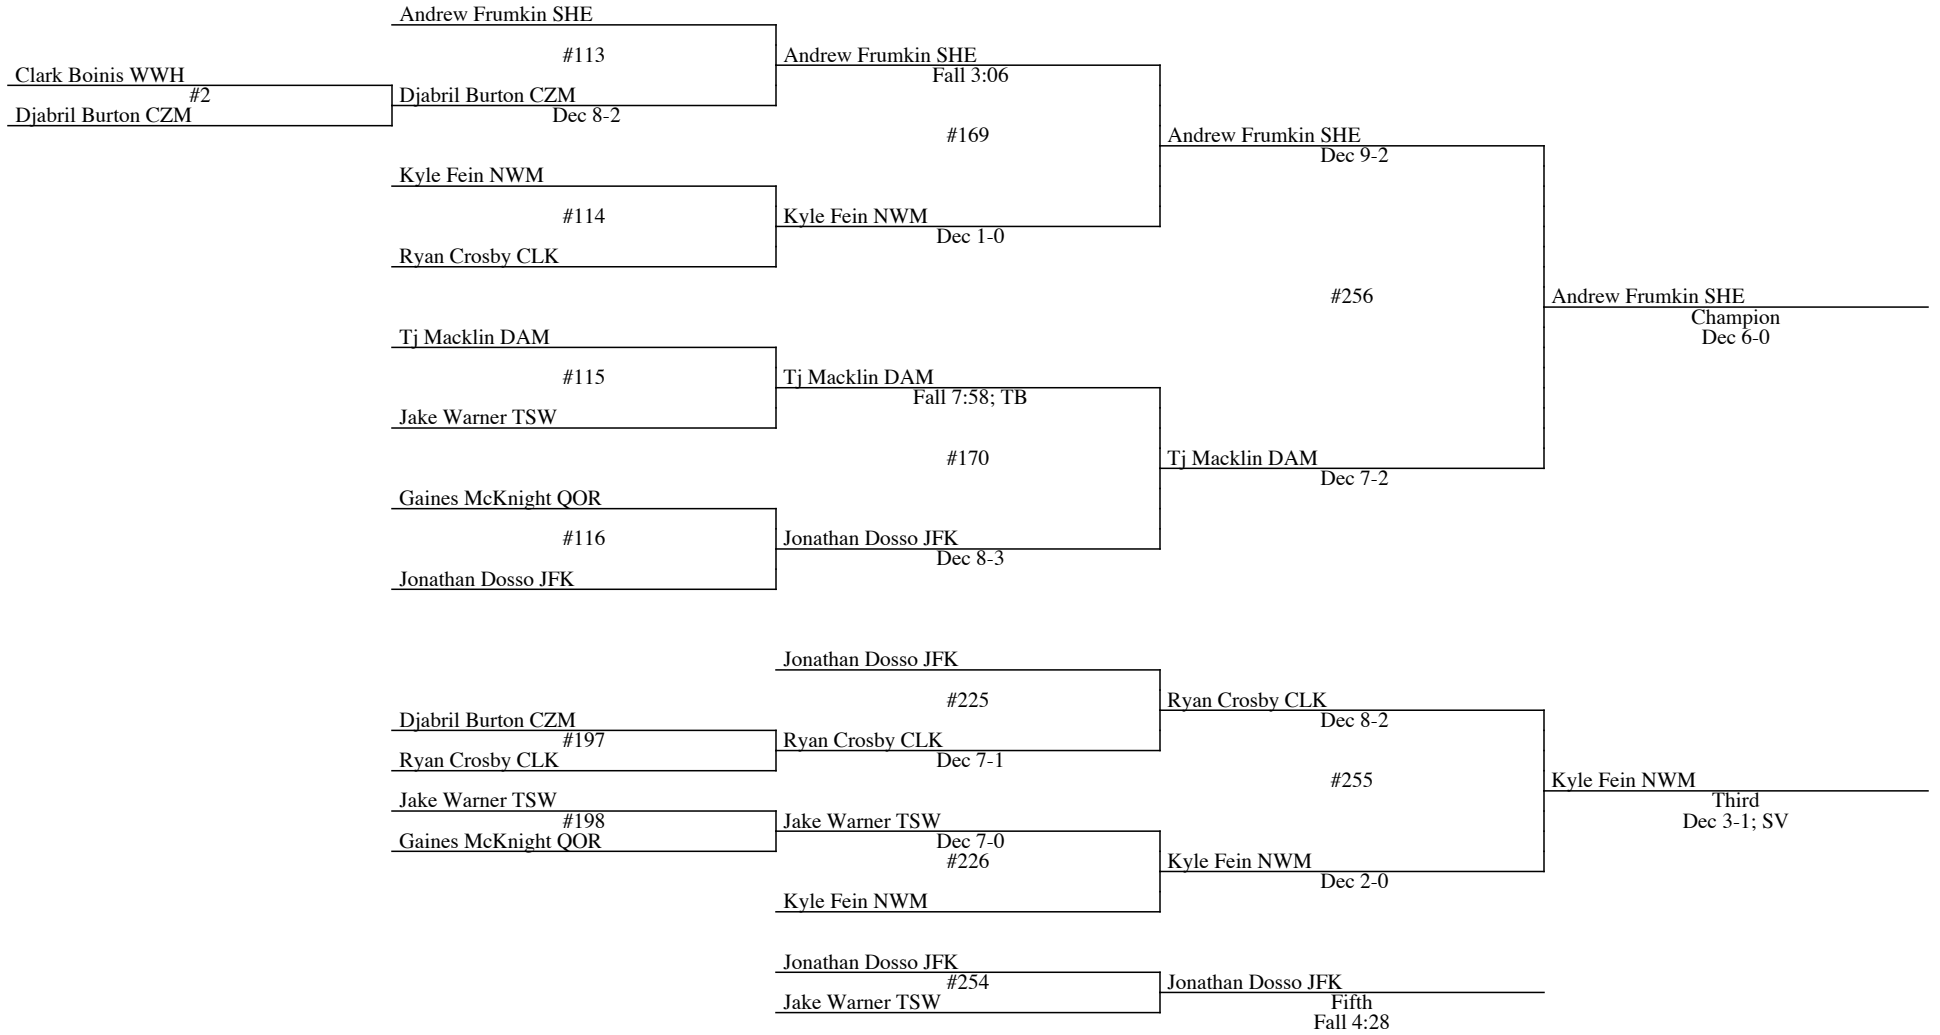 Andrew Frumkin SHE
#113
Andrew Frumkin SHE
Clark Boinis WWH
Fall 3:06
#2
Djabril Burton CZM
Djabril Burton CZM
Dec 8-2
#169
Andrew Frumkin SHE
Dec 9-2
Kyle Fein NWM
#114
Kyle Fein NWM
Dec 1-0
Ryan Crosby CLK
#256
Andrew Frumkin SHE
Champion
Dec 6-0
Tj Macklin DAM
#115
Tj Macklin DAM
Fall 7:58; TB
Jake Warner TSW
#170
Tj Macklin DAM
Dec 7-2
Gaines McKnight QOR
#116
Jonathan Dosso JFK
Dec 8-3
Jonathan Dosso JFK
Jonathan Dosso JFK
#225
Ryan Crosby CLK
Djabril Burton CZM
Dec 8-2
#197
Ryan Crosby CLK
Ryan Crosby CLK
Dec 7-1
#255
Kyle Fein NWM
Jake Warner TSW
Third
#198
Jake Warner TSW
Dec 3-1; SV
Gaines McKnight QOR
Dec 7-0
#226
Kyle Fein NWM
Dec 2-0
Kyle Fein NWM
Jonathan Dosso JFK
#254
Jonathan Dosso JFK
Jake Warner TSW
Fifth
Fall 4:28